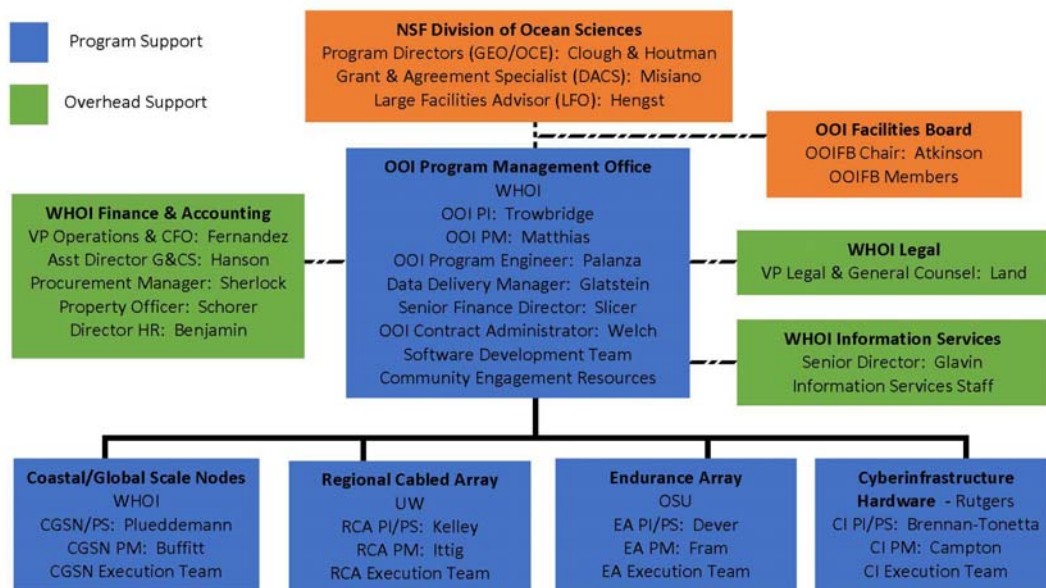 Program Support
Overhead Support
NSF Division of Ocean Sciences
Program Directors (GEO/OCE): Clough & Houtman
Grant & Agreement Specialist (DACS): Misiano
Large Facilities Advisor (LFO): Hengst
OOI Facilities Board
OOIFB Chair: Atkinson
OOIFB Members
OOI Program Management Office
WHOI
OOI PI: Trowbridge
OOI PM: Matthias
OOI Program Engineer: Palanza
Data Delivery Manager: Glatstein
Senior Finance Director: Slicer
OOI Contract Administrator: Welch
Software Development Team
Community Engagement Resources
WHOI Finance & Accounting
VP Operations & CFO: Fernandez
Asst Director G&CS: Hanson
Procurement Manager: Sherlock
Property Officer: Schorer
Director HR: Benjamin
WHOI Legal
VP Legal & General Counsel: Land
WHOI Information Services
Senior Director: Glavin
Information Services Staff
Coastal/Global Scale Nodes
WHOI
CGSN/PS: Plueddemann
CGSN PM: Buffitt
CGSN Execution Team
Regional Cabled Array
UW
RCA PI/PS: Kelley
RCA PM: Ittig
RCA Execution Team
Endurance Array
OSU
EA PI/PS: Dever
EA PM: Fram
EA Execution Team
Cyberinfrastructure
Hardware - Rutgers
CI PI/PS: Brennan-Tonetta
CI PM: Campton
CI Execution Team